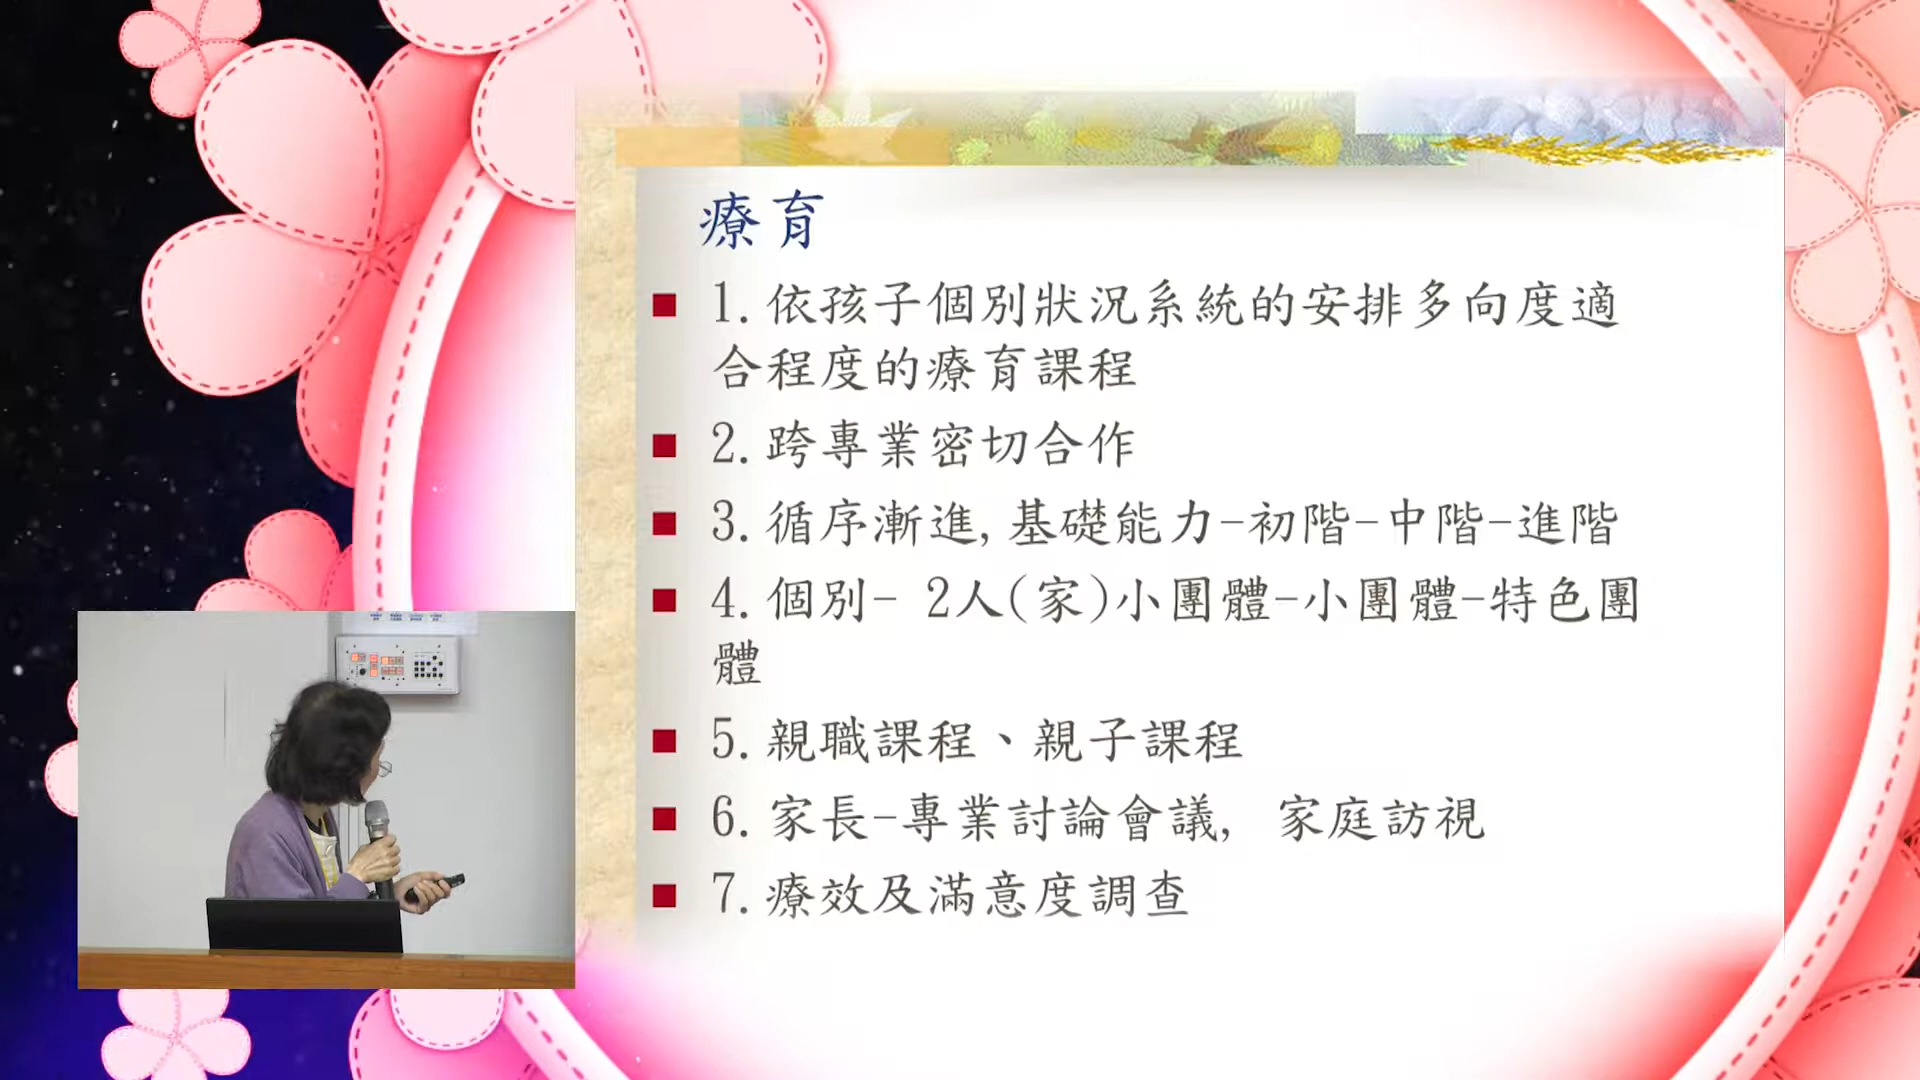 療育
1.依孩子個別狀況系統的安排多向度適
合程度的療育課程
2.跨專業密切合作
3.循序漸進,基礎能力-初階-中階-進階
4.個別- 2人(家)小團體-小團體-特色團
體
5.親職課程、親子課程
6.家長-專業討論會議, 家庭訪視
7.療效及滿意度調查